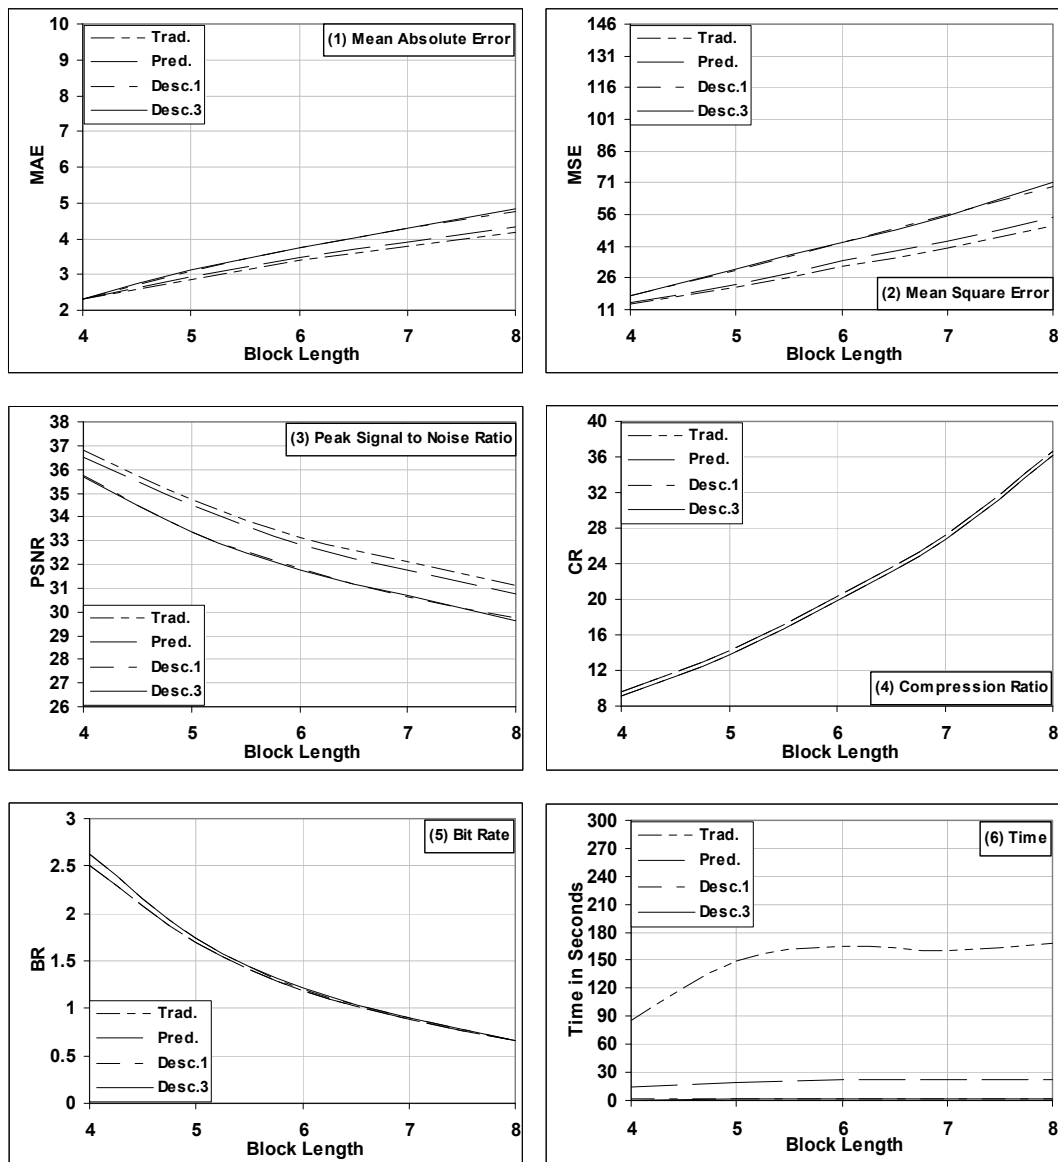 10
9
8
7
6
5
4
3
2
MAE
Trad.
Pred.
Desc.1
Desc.3
(1) Mean Absolute Error
4 5 6 7 8
Block Length
146
131
116
101
86
71
56
41
26
11
MSE
Trad.
Pred.
Desc.1
Desc.3
(2) Mean Square Error
4 5 6 7 8
Block Length
38
37
36
35
34
33
32
31
30
29
28
27
26
PSNR
(3) Peak Signal to Noise Ratio
Trad.
Pred.
Desc.1
Desc.3
4 5 6 7 8
Block Length
40
36
32
28
24
20
16
12
8
CR
Trad.
Pred.
Desc.1
Desc.3
(4) Compression Ratio
4 5 6 7 8
Block Length
3
2.5
2
1.5
1
0.5
0
BR
(5) Bit Rate
Trad.
Pred.
Desc.1
Desc.3
4 5 6 7 8
Block Length
300
270
240
210
180
150
120
90
60
30
0
Time in Seconds
Trad.
Pred.
Desc.1
Desc.3
(6) Time
4 5 6 7 8
Block Length